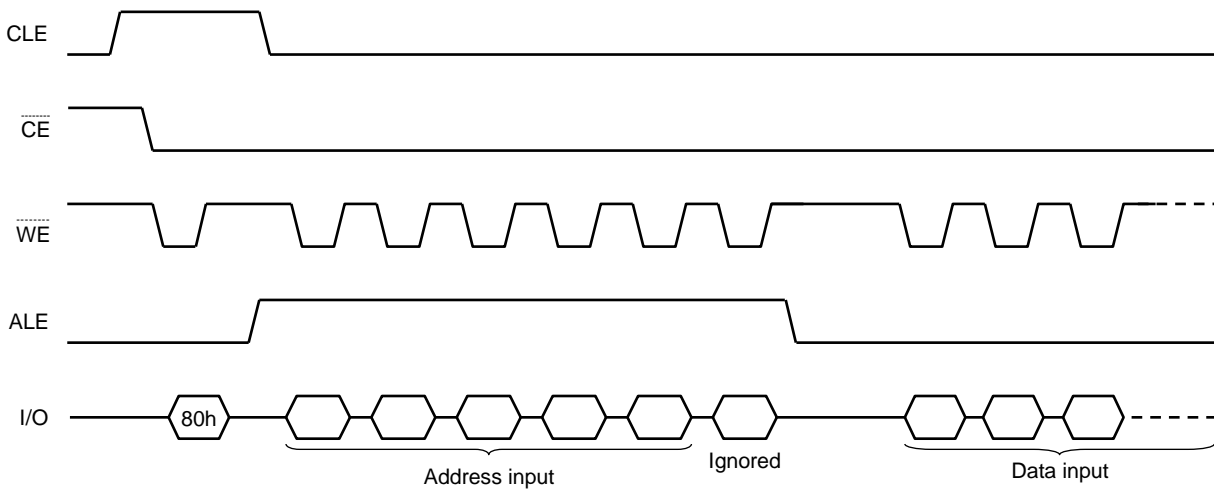 CLE
CE
WE
ALE
I/O
80h
Address input
Ignored
Data input